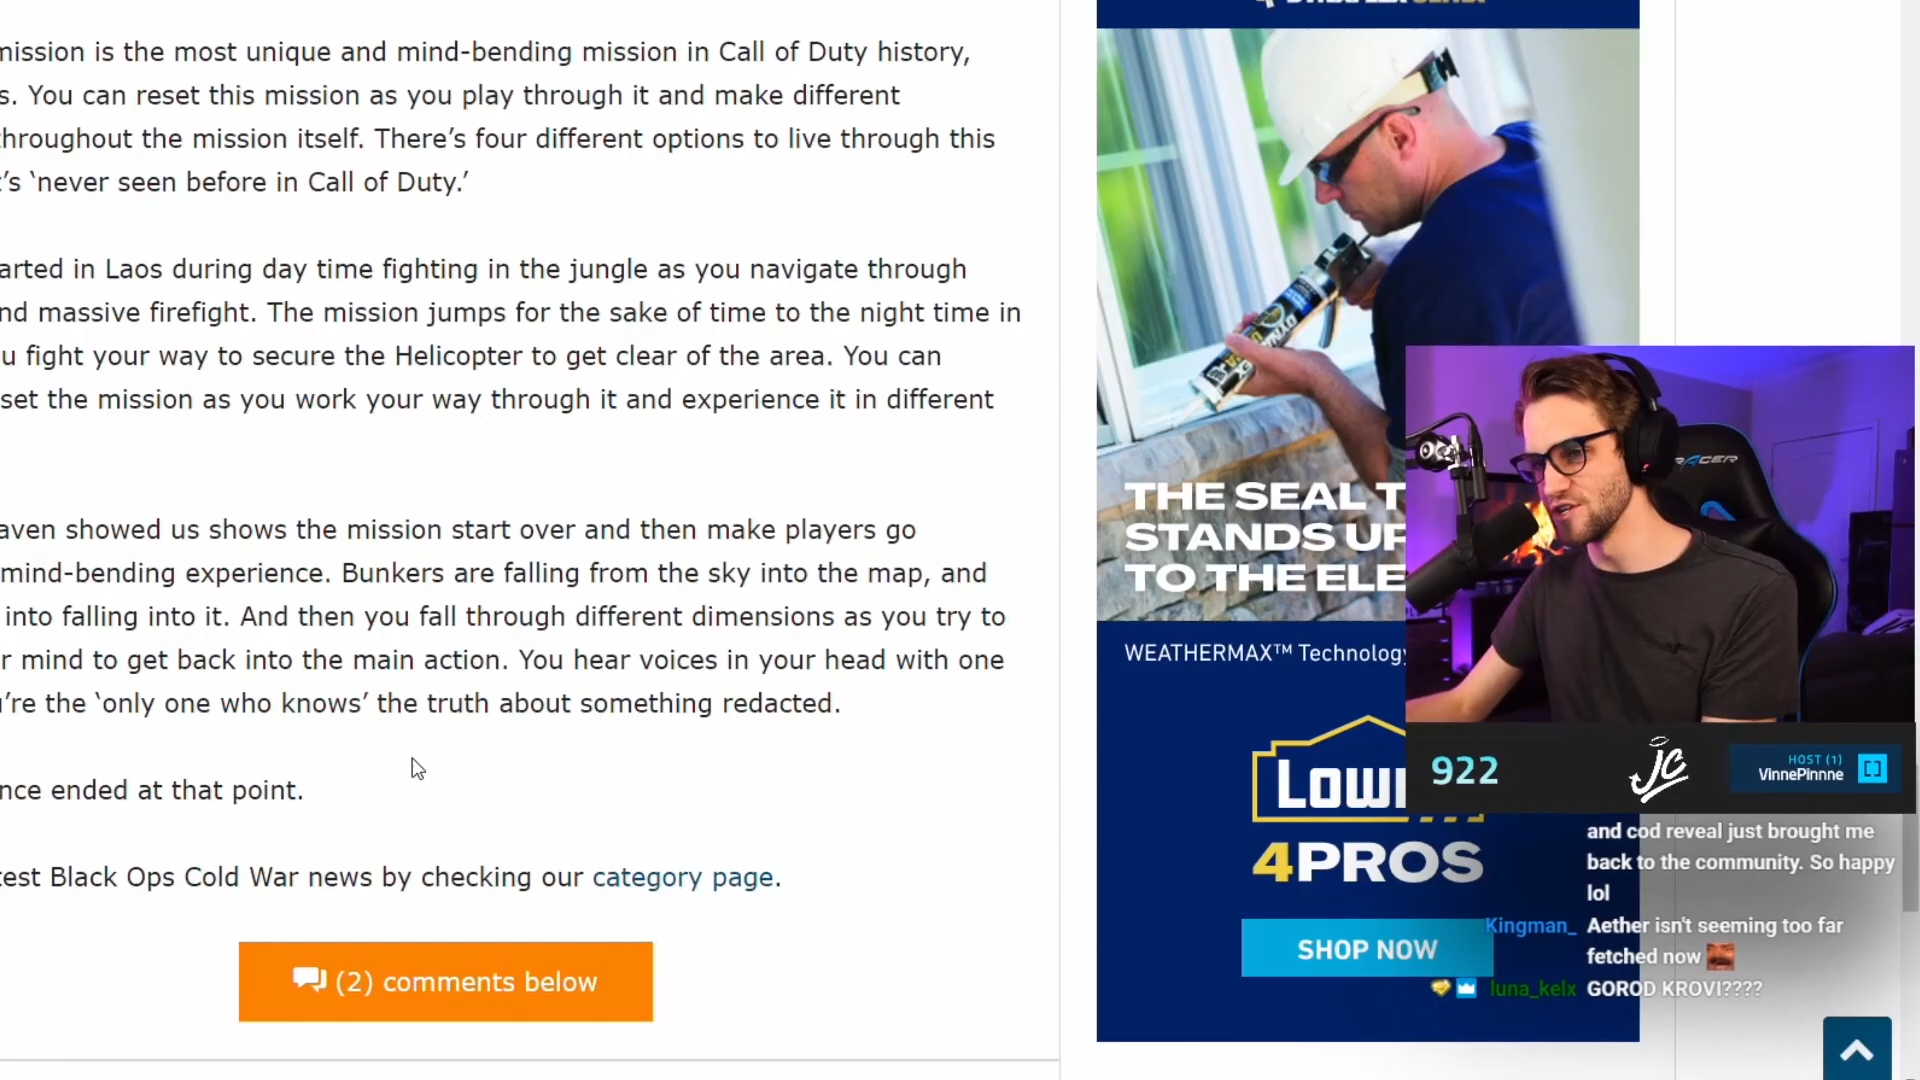 mission is the most unique and mind-bending mission in Call of Duty history,
s. You can reset this mission as you play through it and make different
throughout the mission itself. There’s four different options to live through this
t’s ‘never seen before in Call of Duty.’
arted in Laos during day time fighting in the jungle as you navigate through
nd massive firefight. The mission jumps for the sake of time to the night time in
u fight your way to secure the Helicopter to get clear of the area. You can
set the mission as you work your way through it and experience it in different
aven showed us shows the mission start over and then make players go
mind-bending experience. Bunkers are falling from the sky into the map, and
into falling into it. And then you fall through different dimensions as you try to
r mind to get back into the main action. You hear voices in your head with one
u’re the ‘only one who knows’ the truth about something redacted.
nce ended at that point.
test Black Ops Cold War news by checking our category page.
(2) comments below
THE SEAL T
STANDS UP
TO THE ELE
WEATHERMAX™ Technology
Low
4PROS
SHOP NOW
RACER
922
JC
HOST (1)
VinnePinnne
and cod reveal just brought me
back to the community. So happy
lol
Kingman_ Aether isn't seeming too far
fetched now
luna_kelx GOROD KROVI????